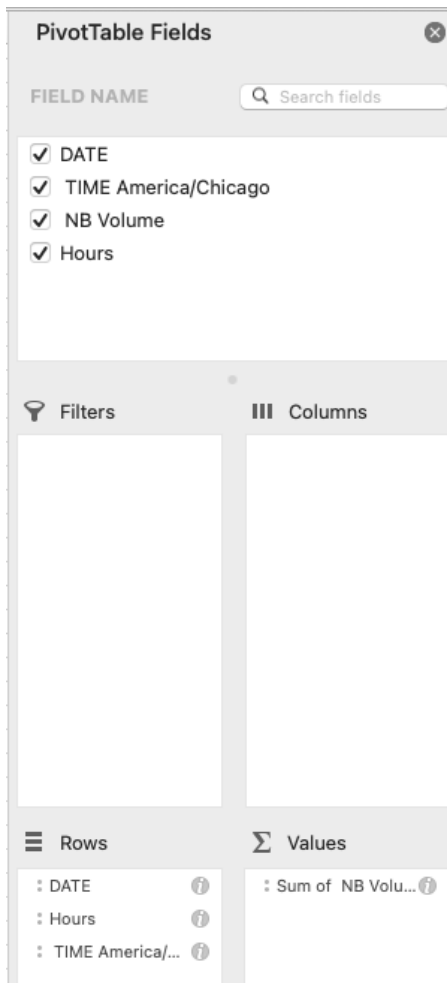 PivotTable Fields
FIELD NAME
Search fields
DATE
TIME America/Chicago
NB Volume
Hours
Filters
Columns
Rows
Values
DATE
Sum of NB Volu...
Hours
TIME America/...